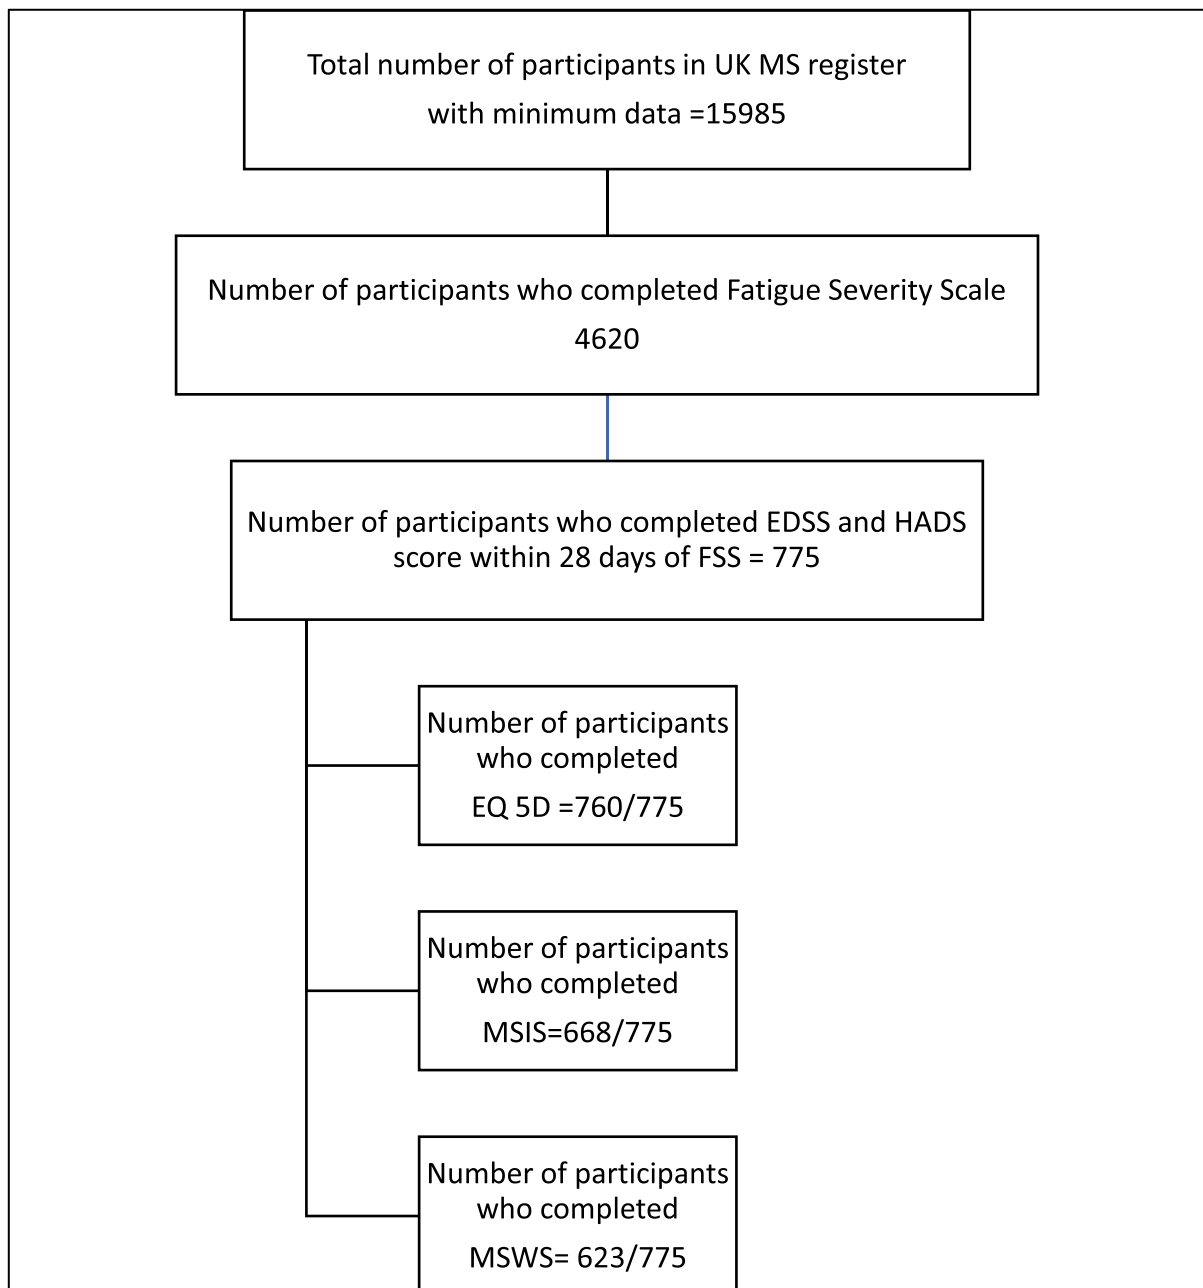 Total number of participants in UK MS register
with minimum data =15985
Number of participants who completed Fatigue Severity Scale
4620
Number of participants who completed EDSS and HADS
score within 28 days of FSS = 775
Number of participants
who completed
EQ 5D =760/775
Number of participants
who completed
MSIS=668/775
Number of participants
who completed
MSWS= 623/775